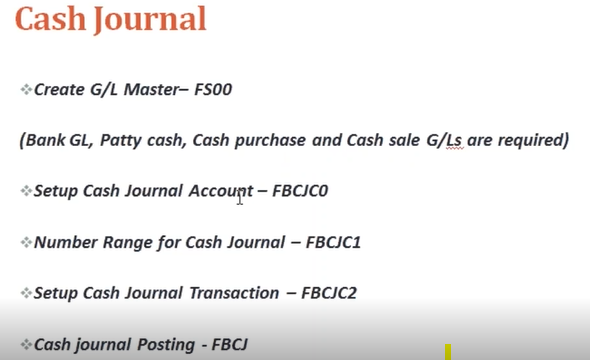 Cash Journal
❖Create G/L Master– FS00
(Bank GL, Patty cash, Cash purchase and Cash sale G/Ls are required)
❖Setup Cash Journal Account – FBCJC0
❖Number Range for Cash Journal – FBCJC1
❖Setup Cash Journal Transaction – FBCJC2
❖Cash journal Posting - FBCJ